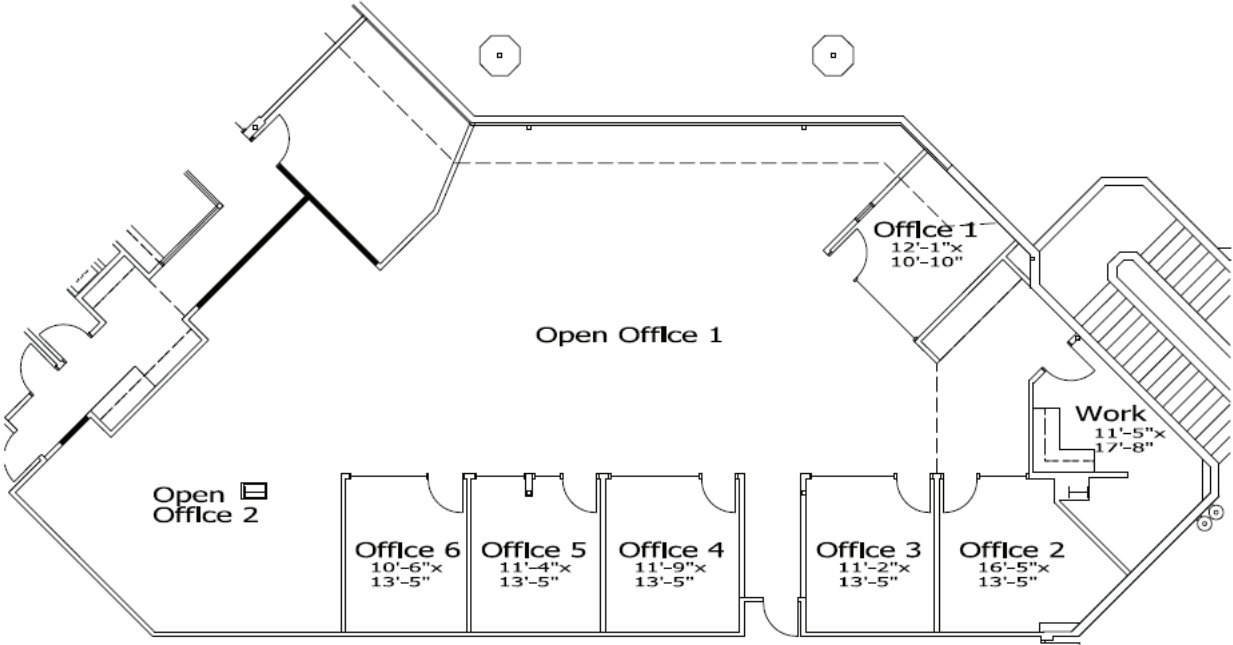 Office 1
12'-1"x
10'-10"
Open Office 1
Work
11'-5"x
17'-8"
Open
Office 2
Office 6
10'-6"x
13'-5"
Office 5
11'-4"x
13'-5"
Office 4
11'-9"x
13'-5"
Office 3
11'-2"x
13'-5"
Office 2
16'-5"x
13'-5"